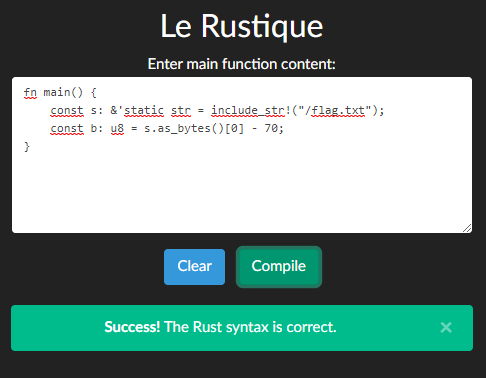 Le Rustique
Enter main function content:
fn main() {
    const s: &'static str = include_str!("/flag.txt");
    const b: u8 = s.as_bytes()[0] - 70;
}
Clear
Compile
Success! The Rust syntax is correct.
×